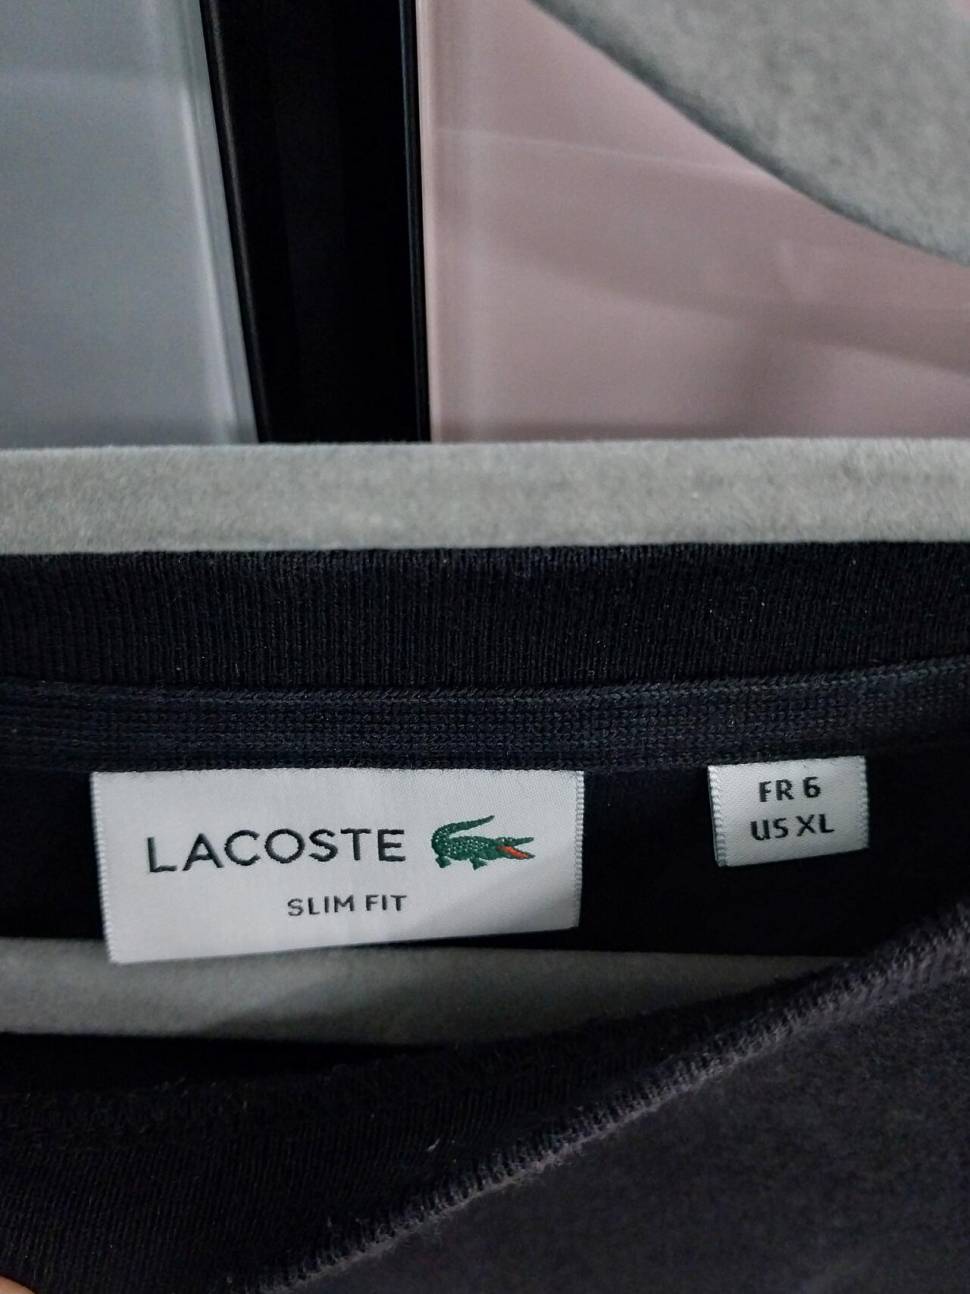 LACOSTE
SLIM FIT
FR 6
US XL